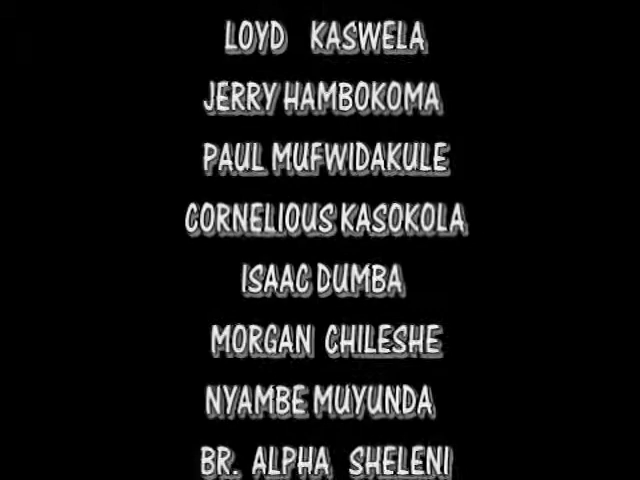 LOYD KASWELA
JERRY HAMBOKOMA
PAUL MUFWIDAKULE
CORNELIOUS KASOKOLA
ISAAC DUMBA
MORGAN CHILESHE
NYAMBE MUYUNDA
BR. ALPHA SHELENI